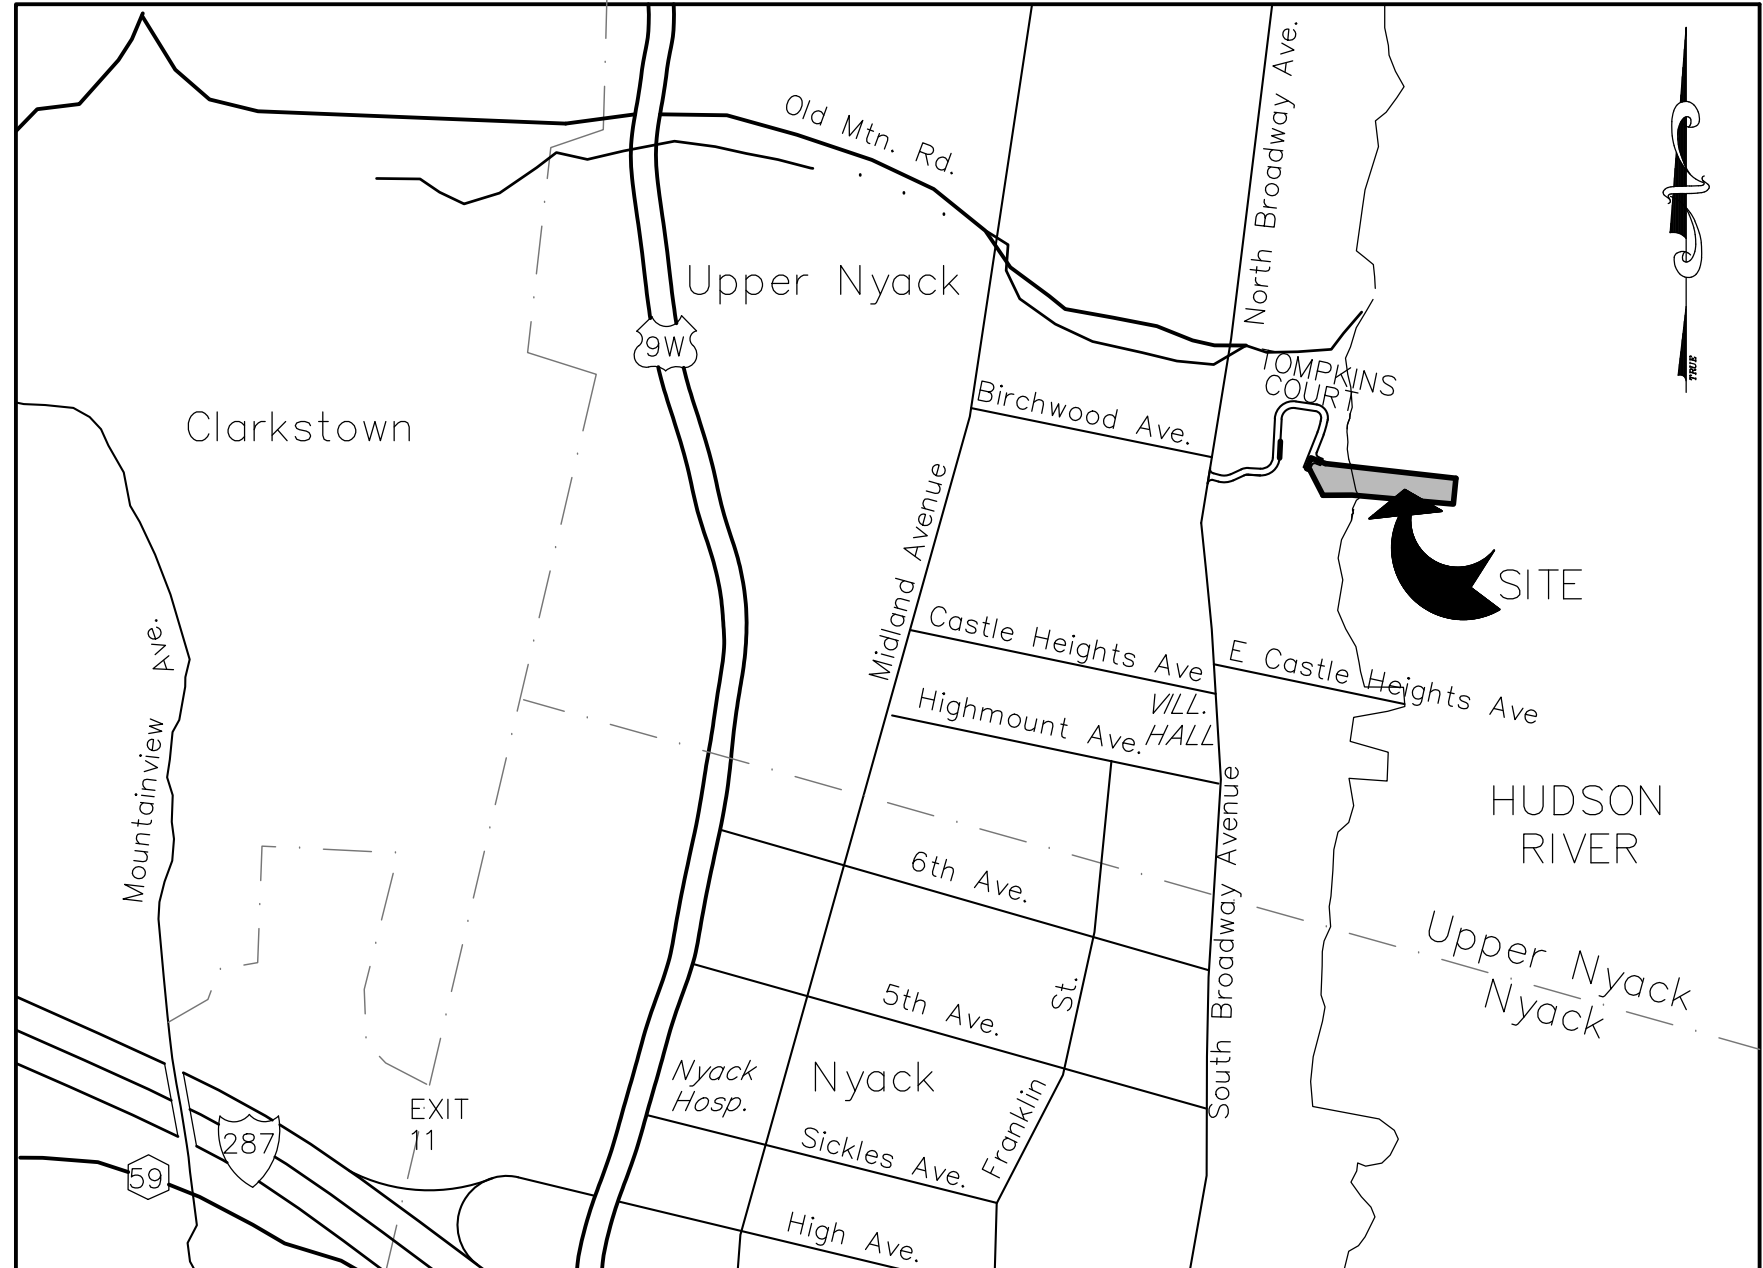 North Broadway Ave.
Old Mtn. Rd.
Upper Nyack
9W
TRUE
TOMPKINS
COURT
Birchwood Ave.
Clarkstown
Midland Avenue
SITE
Castle Heights Ave
E Castle Heights Ave
Mountainview Ave.
Highmount Ave.
VILL.
HALL
HUDSON
RIVER
South Broadway Avenue
6th Ave.
Upper Nyack
Nyack
5th Ave.
Franklin St.
Nyack
Hosp.
Nyack
EXIT
11
287
59
Sickles Ave.
High Ave.